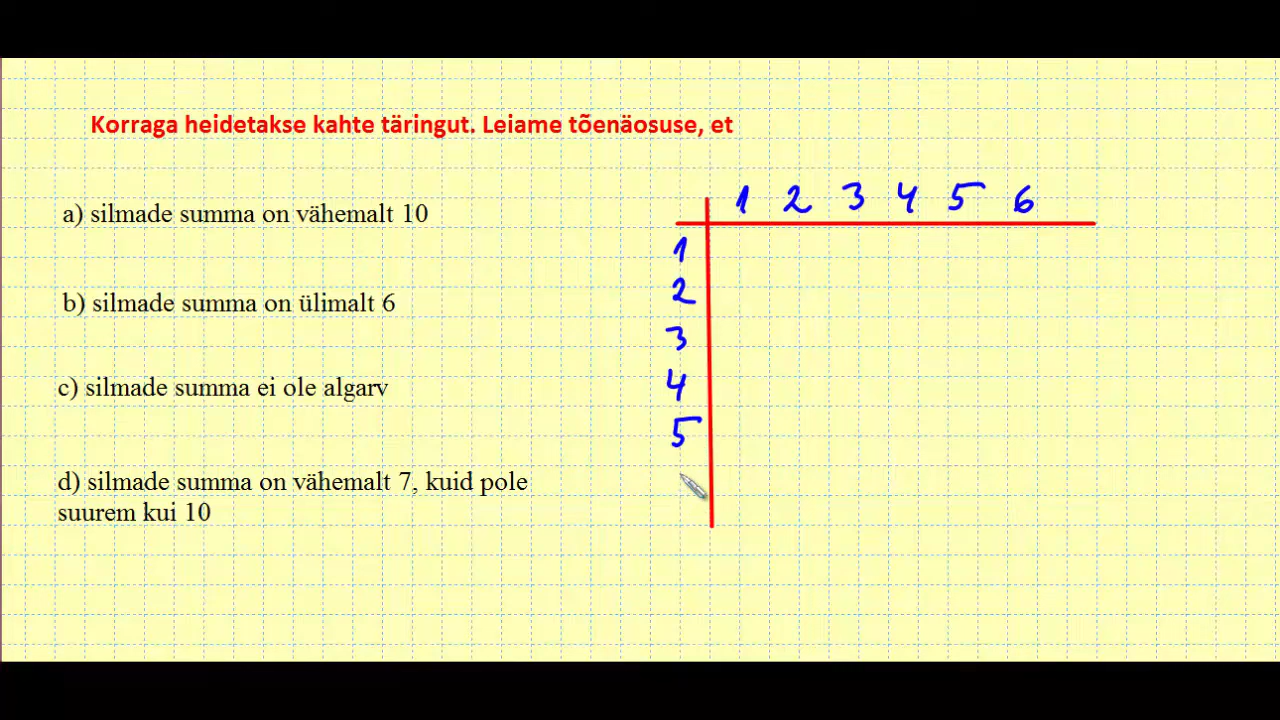 Korraga heidetakse kahte täringut. Leiame tõenäosuse, et
a) silmade summa on vähemalt 10
b) silmade summa on ülimalt 6
c) silmade summa ei ole algarv
d) silmade summa on vähemalt 7, kuid pole
suurem kui 10
1 2 3 4 5 6
1
2
3
4
5